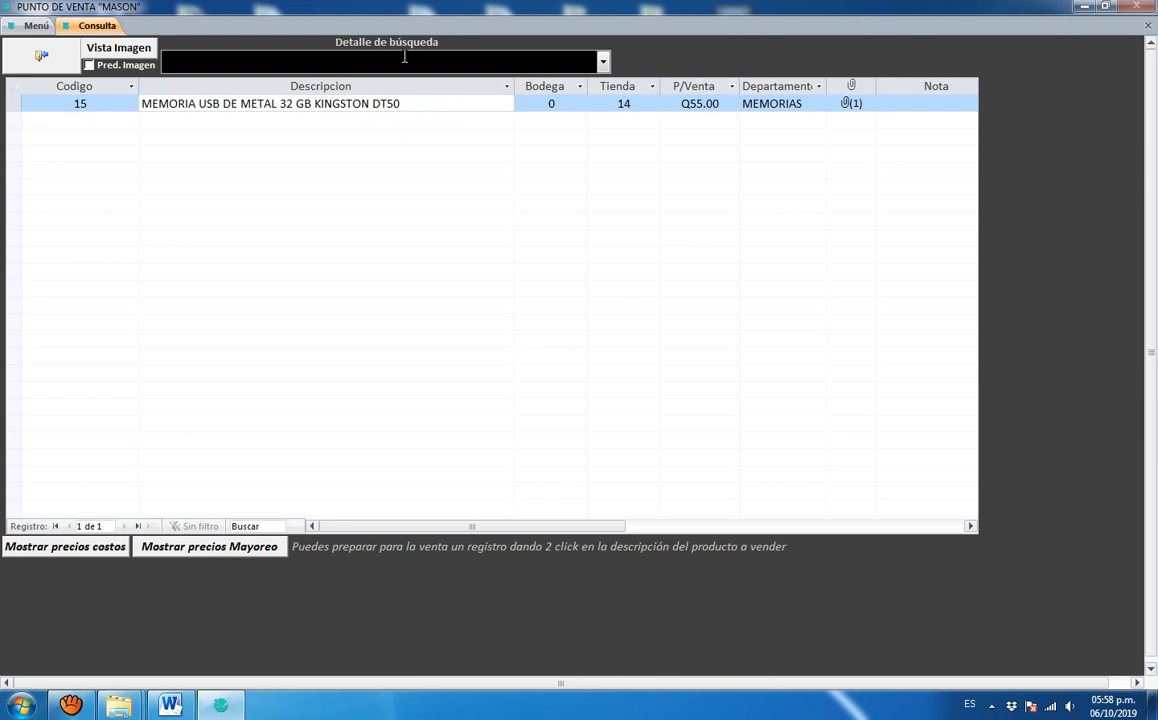 PUNTO DE VENTA "MASON"
Menú Consulta
Vista Imagen
Pred. Imagen
Detalle de búsqueda
Codigo Descripcion Bodega Tienda P/Venta Departament Nota
15 MEMORIA USB DE METAL 32 GB KINGSTON DT50 0 14 Q55.00 MEMORIAS (1)
Registro: 1 de 1 Sin filtro Buscar
Mostrar precios costos Mostrar precios Mayoreo Puedes preparar para la venta un registro dando 2 click en la descripción del producto a vender
ES 05:58 p.m.
06/10/2019